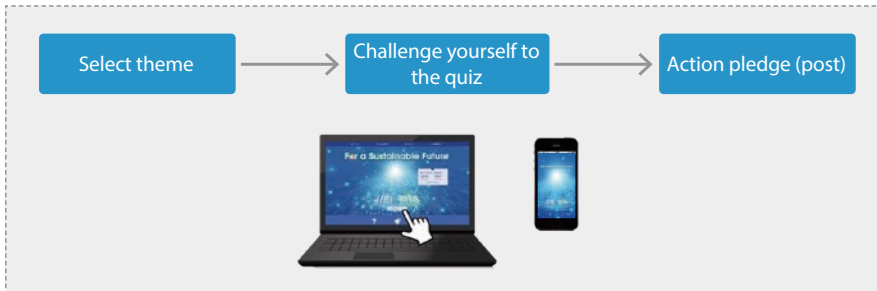 Select theme
Challenge yourself to
the quiz
Action pledge (post)
For a Sustainable Future